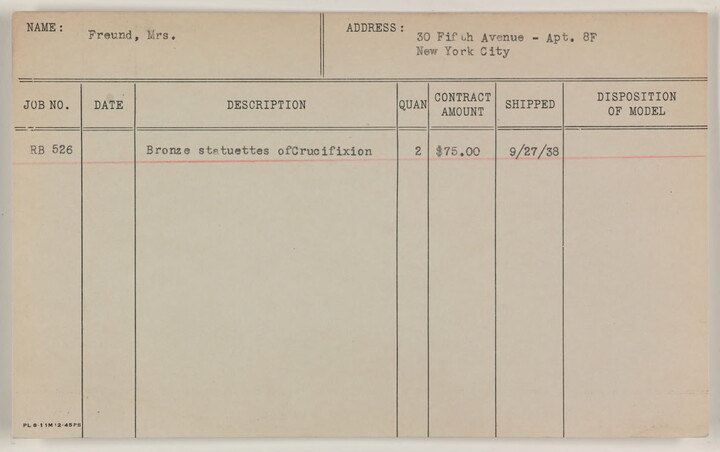 NAME: Freund, Mrs. ADDRESS: 30 Fifth Avenue - Apt. 8F
New York City
JOB NO. DATE DESCRIPTION QUAN CONTRACT AMOUNT SHIPPED DISPOSITION OF MODEL
RB 526 Bronze statuettes ofCrucifixion 2 $75.00 9/27/38